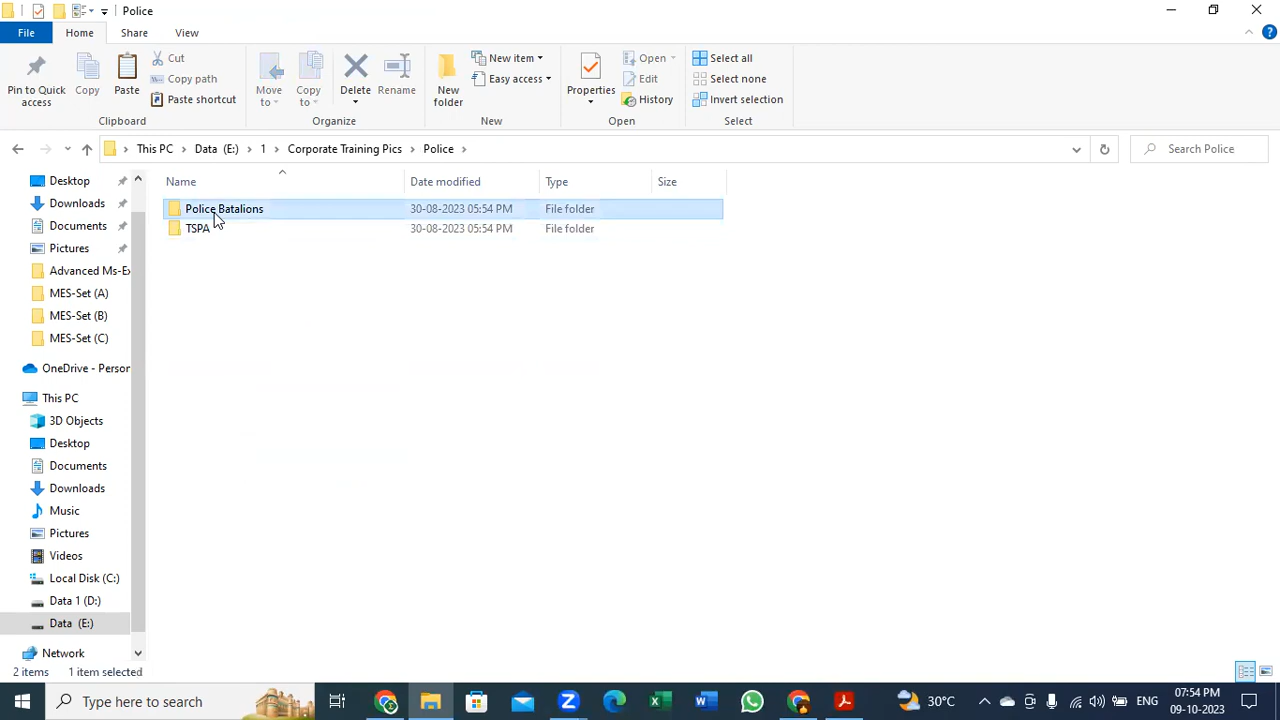 Police
File Home Share View
Pin to Quick access
Copy
Paste
Cut
Copy path
Paste shortcut
Clipboard
Move to
Copy to
Delete
Rename
Organize
New folder
New item
Easy access
New
Properties
Open
Edit
History
Open
Select all
Select none
Invert selection
Select
This PC > Data (E:) > 1 > Corporate Training Pics > Police >
Search Police
Name Date modified Type Size
Police Batalions 30-08-2023 05:54 PM File folder
TSPA 30-08-2023 05:54 PM File folder
Desktop
Downloads
Documents
Pictures
Advanced Ms-Ex
MES-Set (A)
MES-Set (B)
MES-Set (C)
OneDrive - Person
This PC
3D Objects
Desktop
Documents
Downloads
Music
Pictures
Videos
Local Disk (C:)
Data 1 (D:)
Data (E:)
Network
2 items 1 item selected
Type here to search
30°C
ENG
07:54 PM
09-10-2023